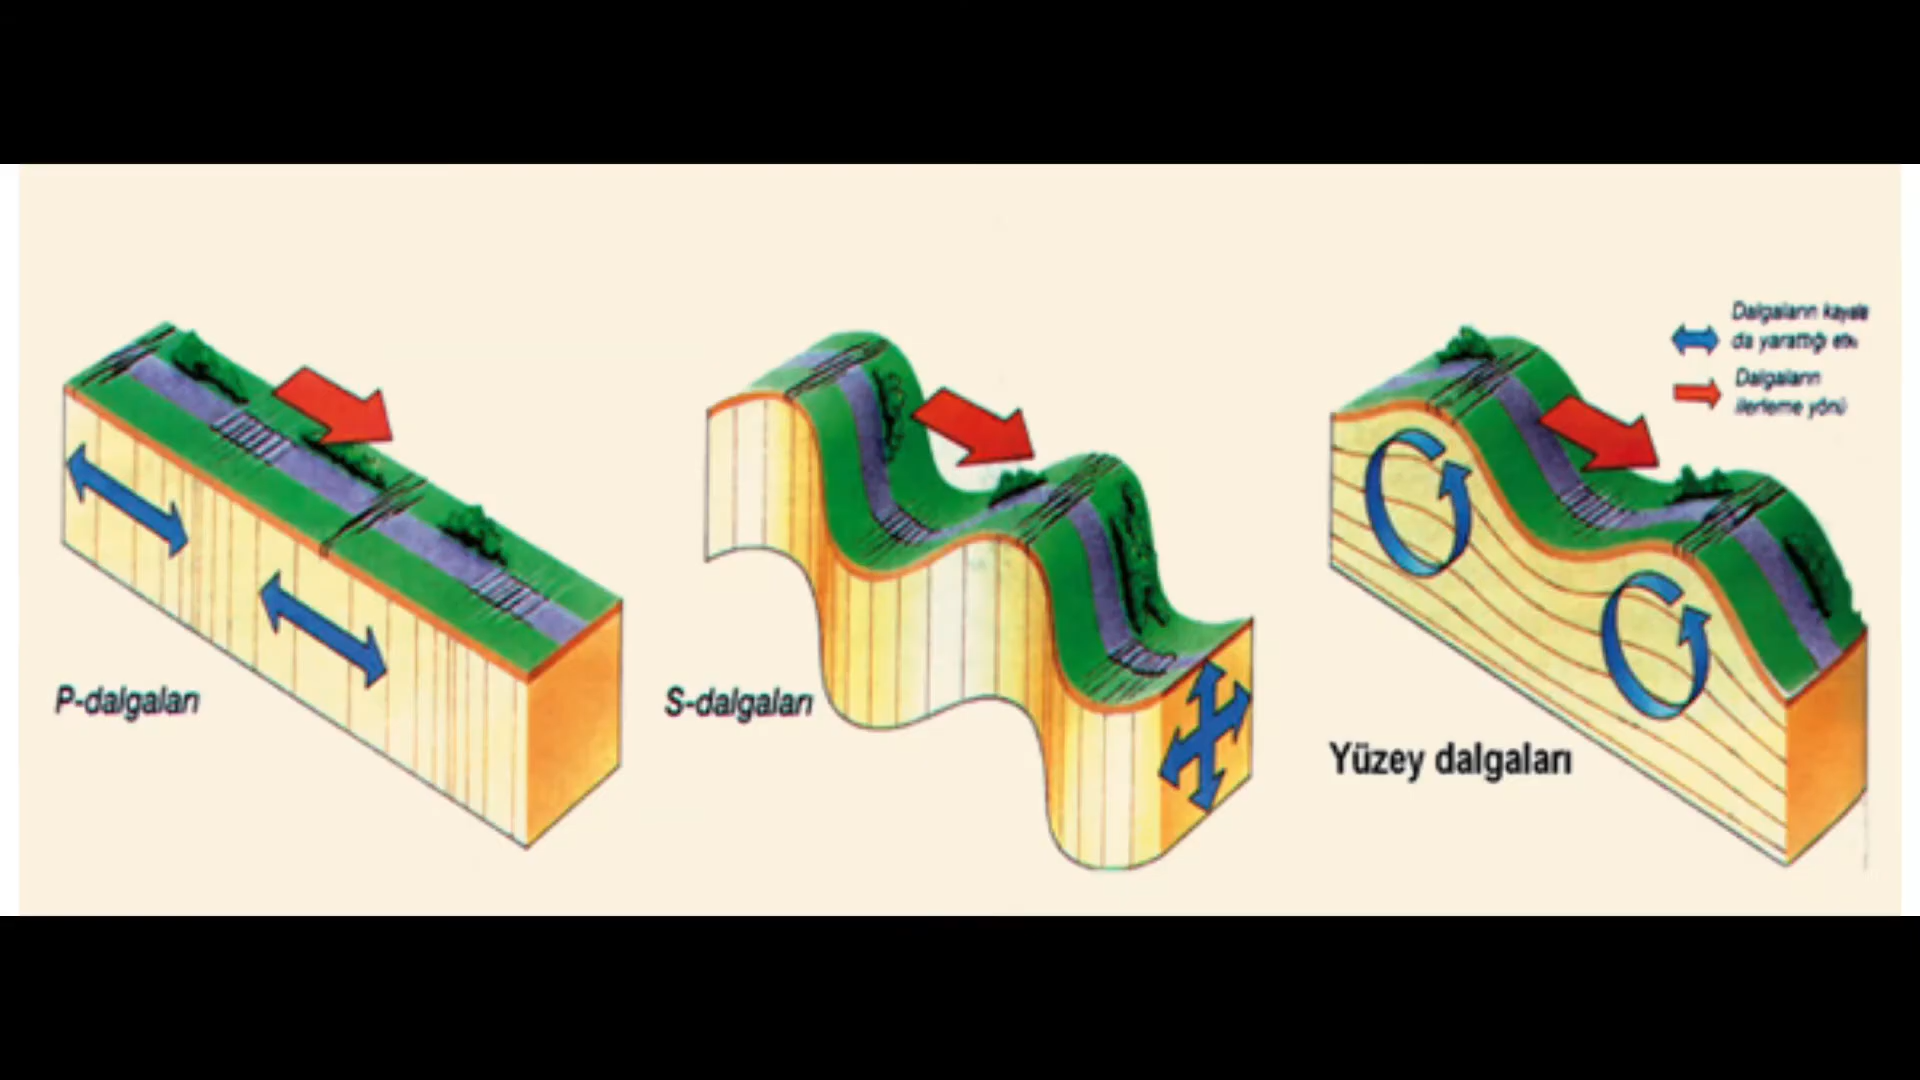 Dalgaların kayala
da yarattığı etki
Dalgaların
ilerleme yönü
P-dalgaları
S-dalgaları
Yüzey dalgaları